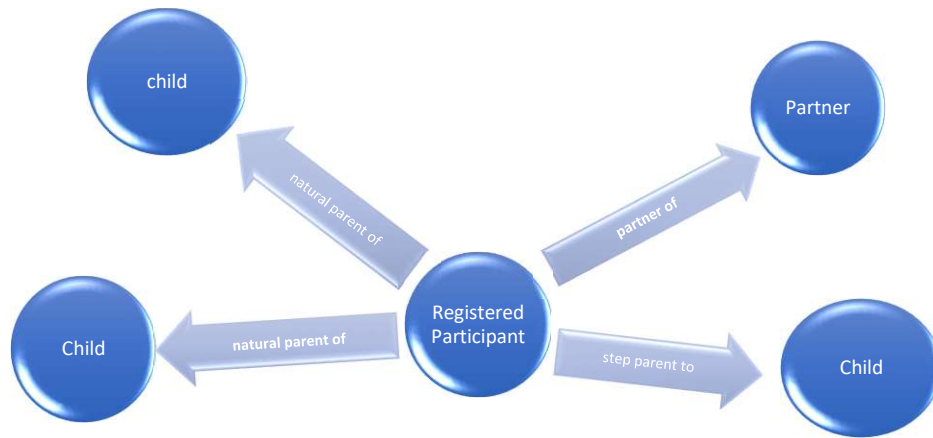 child
Partner
natural parent of
partner of
Registered
Participant
Child
natural parent of
step parent to
Child